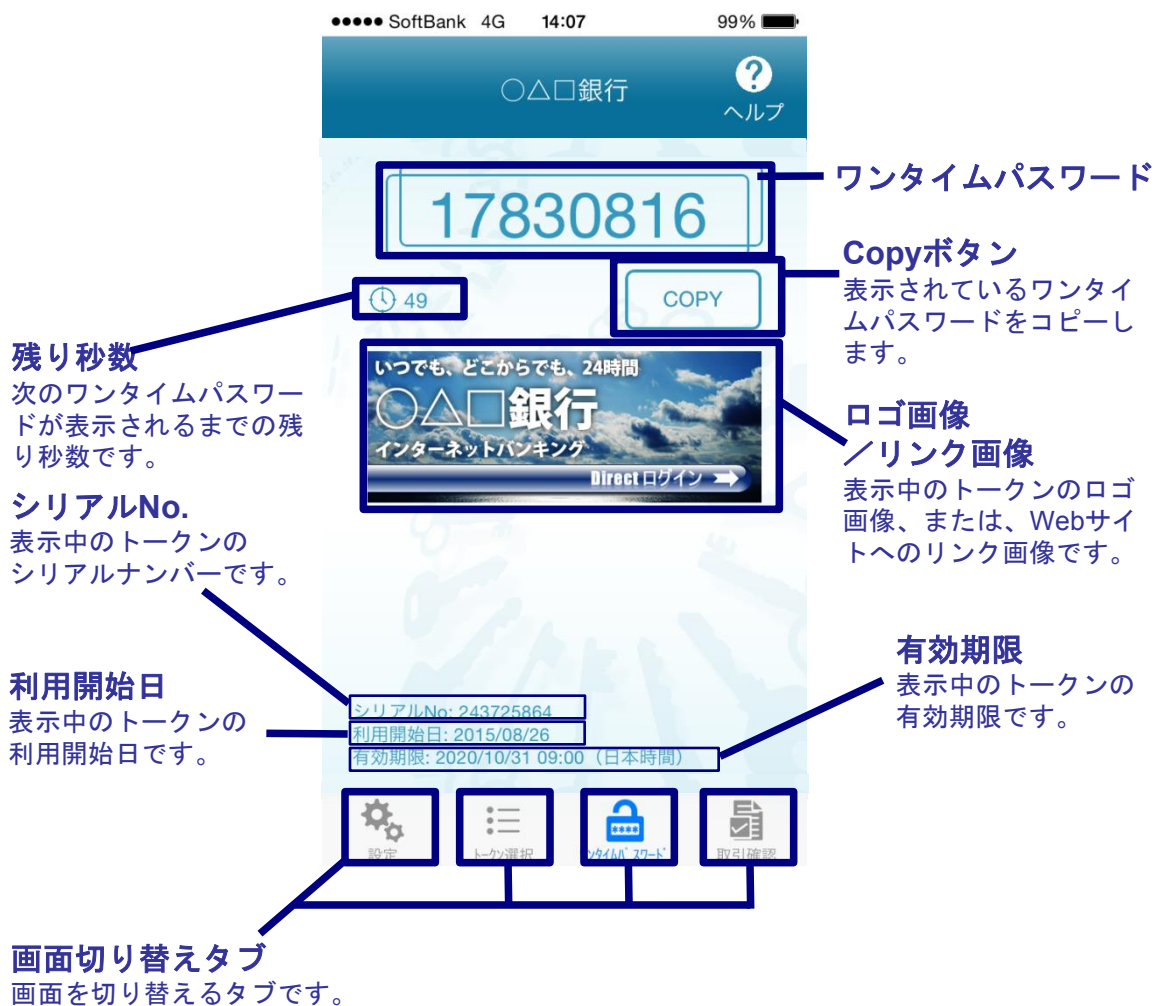 SoftBank 4G 14:07 99%
○△□銀行
ヘルプ
ワンタイムパスワード
17830816
Copyボタン
表示されているワンタイ
ムパスワードをコピーし
ます。
49
COPY
残り秒数
次のワンタイムパスワー
ドが表示されるまでの残
り秒数です。
いつでも、どこからでも、24時間
○△□銀行
インターネットバンキング
Direct ログイン
ロゴ画像
／リンク画像
表示中のトークンのロゴ
画像、または、Webサイ
トへのリンク画像です。
シリアルNo.
表示中のトークンの
シリアルナンバーです。
有効期限
表示中のトークンの
有効期限です。
利用開始日
表示中のトークンの
利用開始日です。
シリアルNo: 243725864
利用開始日: 2015/08/26
有効期限: 2020/10/31 09:00（日本時間）
設定
トークン選択
ンタイムパスワード
取引確認
画面切り替えタブ
画面を切り替えるタブです。